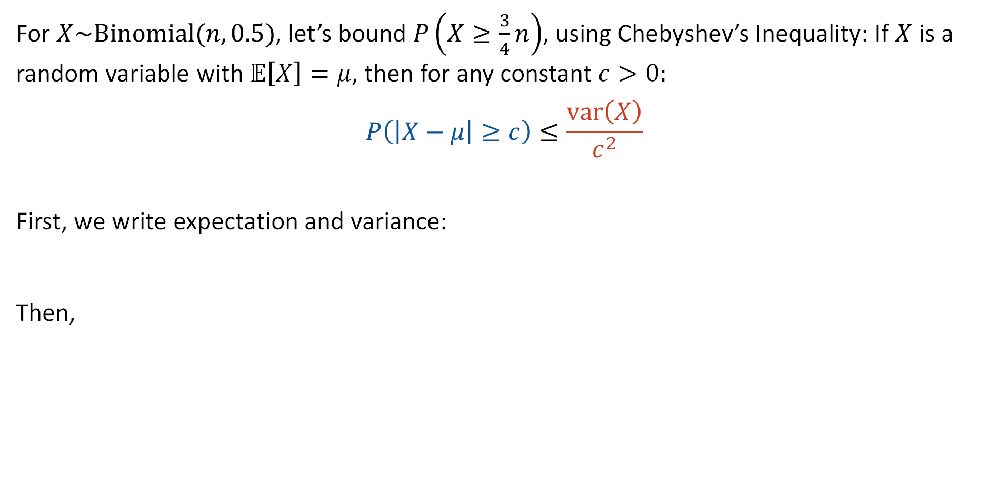 For X~Binomial(n, 0.5), let’s bound P(X ≥ 3/4 n), using Chebyshev’s Inequality: If X is a
random variable with 𝔼[X] = μ, then for any constant c > 0:
P(|X − μ| ≥ c) ≤ var(X)/c²
First, we write expectation and variance:
Then,